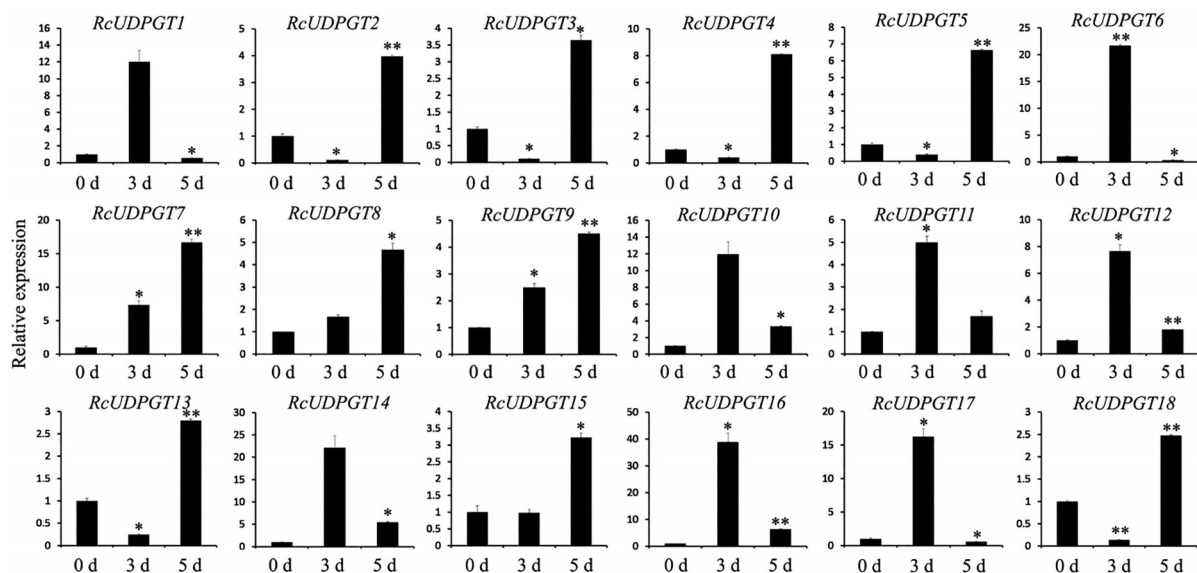 RcUDPGT1 RcUDPGT2 RcUDPGT3 RcUDPGT4 RcUDPGT5 RcUDPGT6
16 14 12 10 8 6 4 2 0 * *
5 4 3 2 1 0 * **
4 3.5 3 2.5 2 1.5 1 0.5 0 * *
10 8 6 4 2 0 * **
8 7 6 5 4 3 2 1 0 * **
25 20 15 10 5 0 ** *
0 d 3 d 5 d 0 d 3 d 5 d 0 d 3 d 5 d 0 d 3 d 5 d 0 d 3 d 5 d 0 d 3 d 5 d
Relative expression
RcUDPGT7 RcUDPGT8 RcUDPGT9 RcUDPGT10 RcUDPGT11 RcUDPGT12
20 15 10 5 0 * **
6 5 4 3 2 1 0 *
5 4 3 2 1 0 * **
16 14 12 10 8 6 4 2 0 *
6 5 4 3 2 1 0 *
10 8 6 4 2 0 * **
0 d 3 d 5 d 0 d 3 d 5 d 0 d 3 d 5 d 0 d 3 d 5 d 0 d 3 d 5 d 0 d 3 d 5 d
RcUDPGT13 RcUDPGT14 RcUDPGT15 RcUDPGT16 RcUDPGT17 RcUDPGT18
3 2.5 2 1.5 1 0.5 0 * **
30 25 20 15 10 5 0 *
4 3.5 3 2.5 2 1.5 1 0.5 0 *
50 40 30 20 10 0 * **
20 16 12 8 4 0 * *
3 2.5 2 1.5 1 0.5 0 ** **
0 d 3 d 5 d 0 d 3 d 5 d 0 d 3 d 5 d 0 d 3 d 5 d 0 d 3 d 5 d 0 d 3 d 5 d